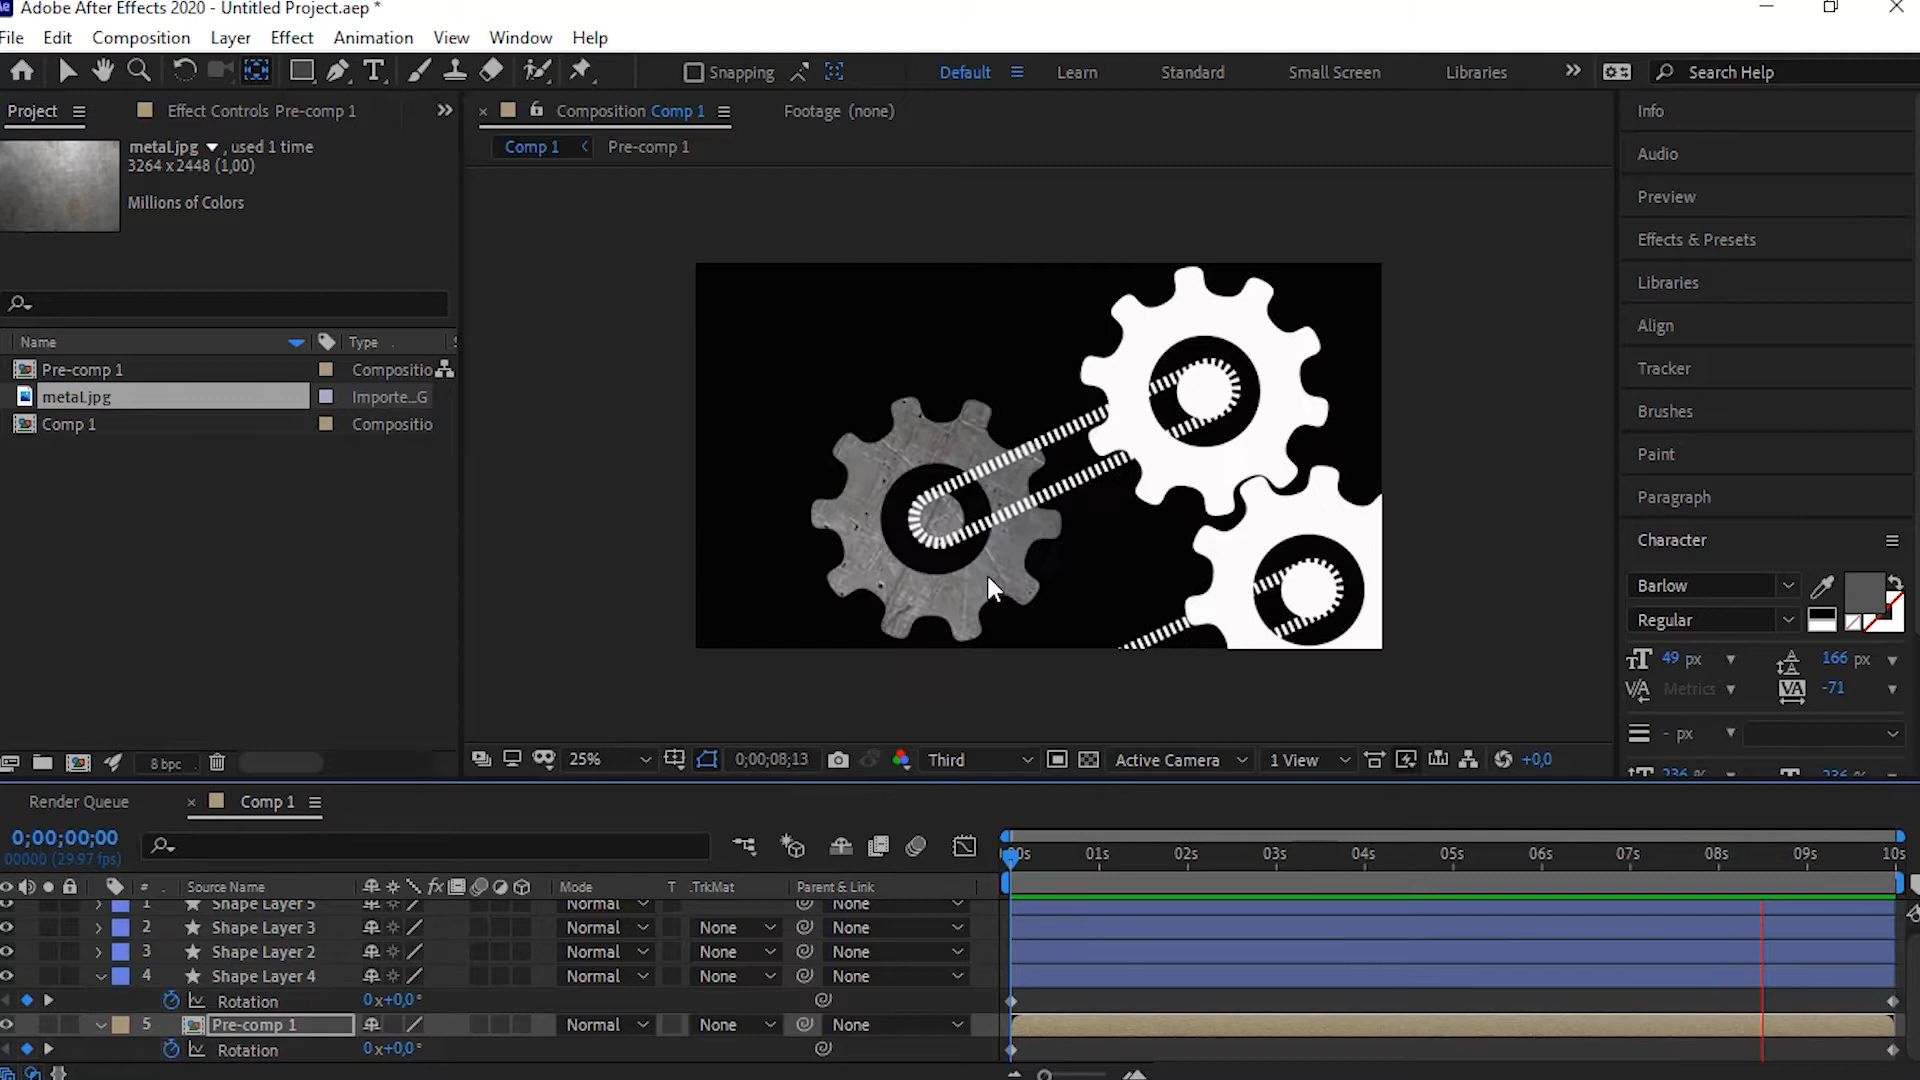 Adobe After Effects 2020 - Untitled Project.aep *
File Edit Composition Layer Effect Animation View Window Help
Snapping Default Learn Standard Small Screen Libraries Search Help
Project Effect Controls Pre-comp 1 Composition Comp 1 Footage (none) Info
metal.jpg , used 1 time
3264 x 2448 (1,00)
Millions of Colors
Comp 1 Pre-comp 1
Audio
Preview
Effects & Presets
Libraries
Align
Tracker
Brushes
Paint
Paragraph
Character
Name Type
Pre-comp 1 Compositio
metal.jpg Importe_G
Comp 1 Compositio
Barlow
Regular
49 px 166 px
Metrics -71
- px
236 % 236 %
8 bpc 25% 0;00;08;13 Third Active Camera 1 View +0,0
Render Queue Comp 1
0;00;00;00
00000 (29.97 fps)
00s 01s 02s 03s 04s 05s 06s 07s 08s 09s 10s
# Source Name Mode T .TrkMat Parent & Link
1 Shape Layer 5 Normal None
2 Shape Layer 3 Normal None None
3 Shape Layer 2 Normal None None
4 Shape Layer 4 Normal None None
Rotation 0x+0,0°
5 Pre-comp 1 Normal None None
Rotation 0x+0,0°